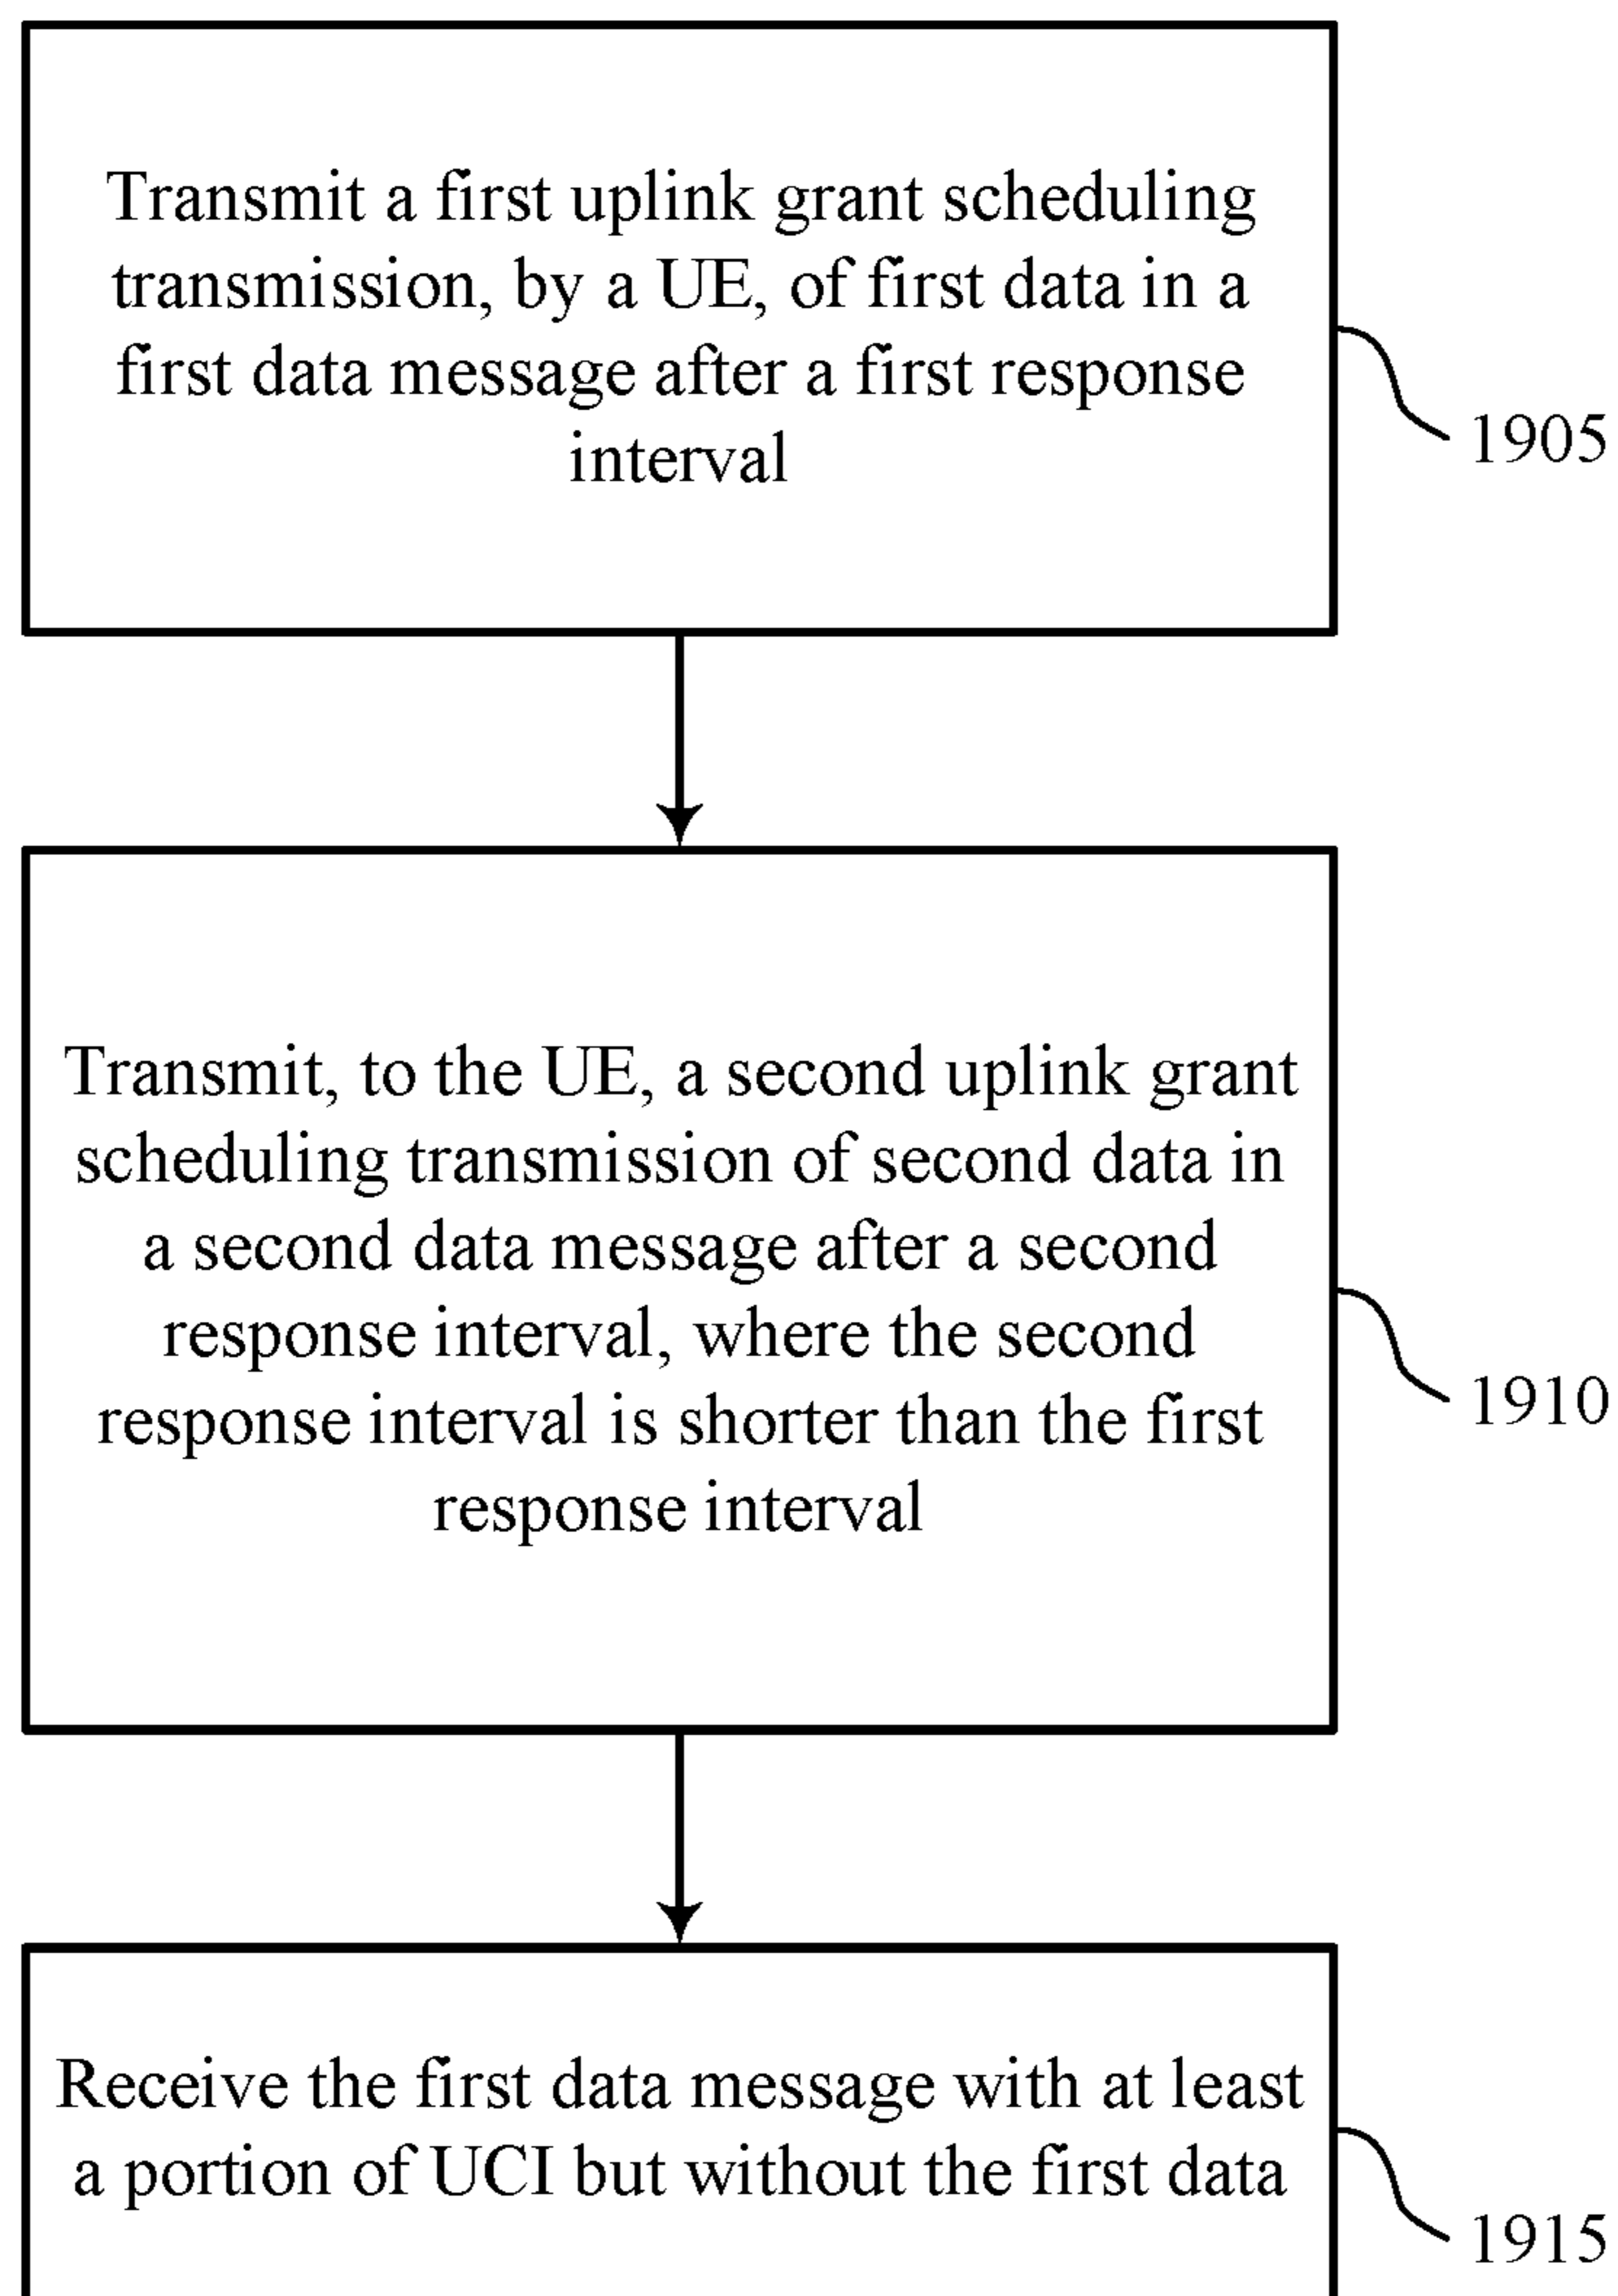 Transmit a first uplink grant scheduling
transmission, by a UE, of first data in a
first data message after a first response
interval
1905
Transmit, to the UE, a second uplink grant
scheduling transmission of second data in
a second data message after a second
response interval, where the second
response interval is shorter than the first
response interval
1910
Receive the first data message with at least
a portion of UCI but without the first data
1915